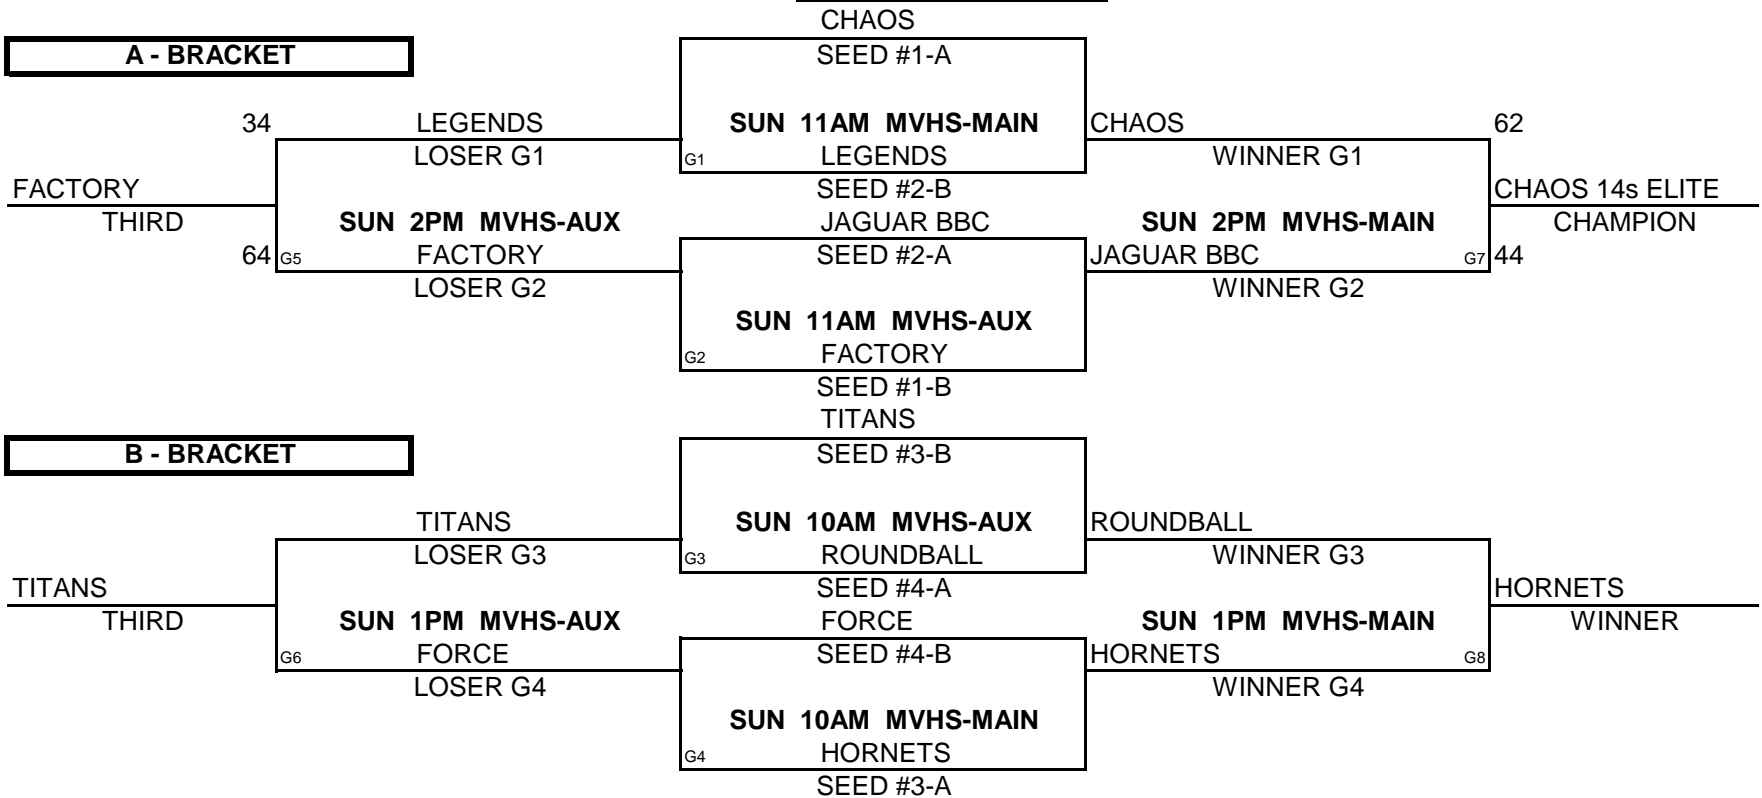 CHAOS
A - BRACKET
SEED #1-A
34 LEGENDS SUN 11AM MVHS-MAIN CHAOS 62
LOSER G1 G1 LEGENDS WINNER G1
FACTORY SEED #2-B CHAOS 14s ELITE
THIRD SUN 2PM MVHS-AUX JAGUAR BBC SUN 2PM MVHS-MAIN CHAMPION
64 G5 FACTORY SEED #2-A JAGUAR BBC G7 44
LOSER G2 WINNER G2
SUN 11AM MVHS-AUX
G2 FACTORY
SEED #1-B
TITANS
B - BRACKET SEED #3-B
TITANS SUN 10AM MVHS-AUX ROUNDBALL
LOSER G3 G3 ROUNDBALL WINNER G3
TITANS SEED #4-A HORNETS
THIRD SUN 1PM MVHS-AUX FORCE SUN 1PM MVHS-MAIN WINNER
G6 FORCE SEED #4-B HORNETS G8
LOSER G4 WINNER G4
SUN 10AM MVHS-MAIN
G4 HORNETS
SEED #3-A